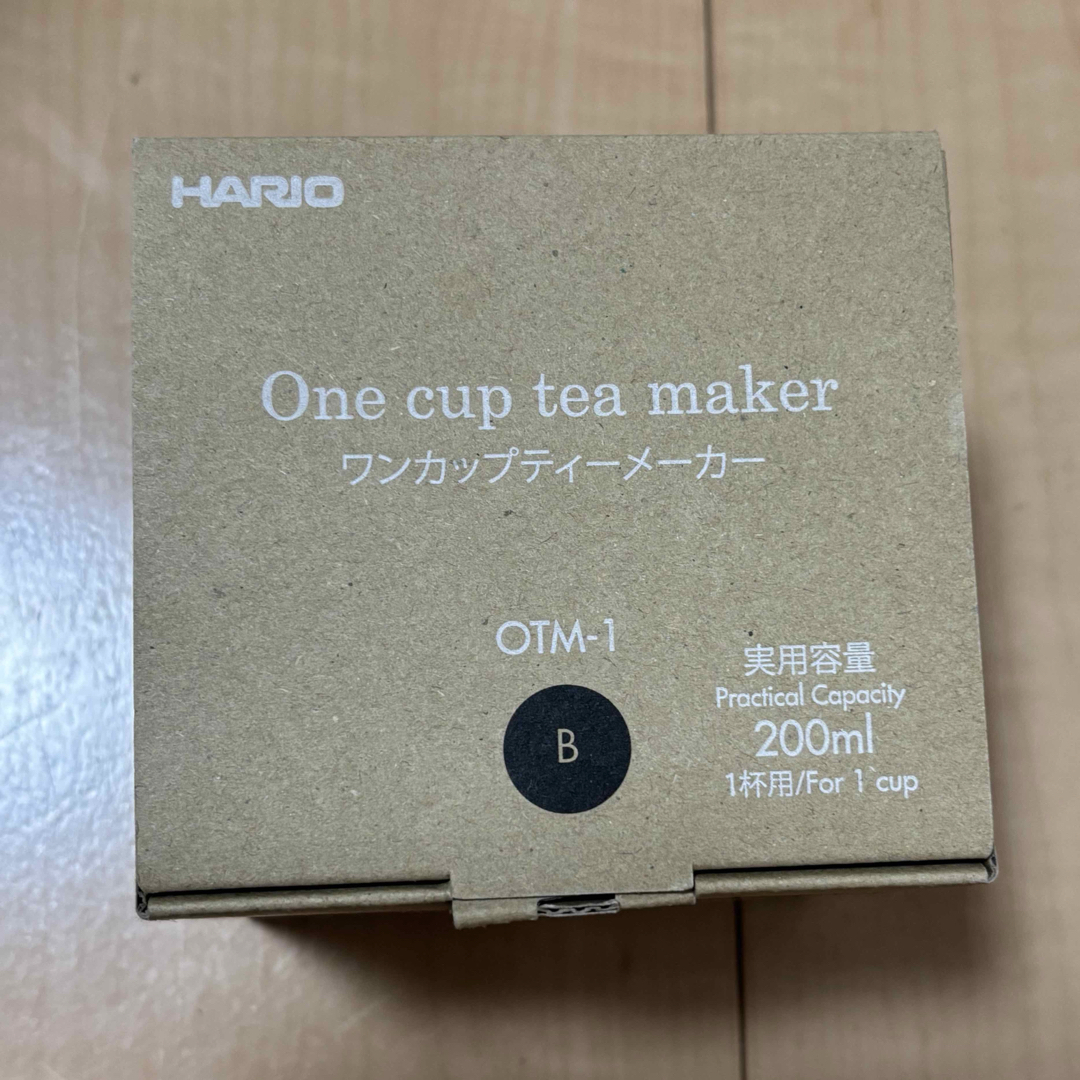 HARIO
One cup tea maker
ワンカップティーメーカー
OTM-1
B
実用容量
Practical Capacity
200ml
1杯用/For 1 cup